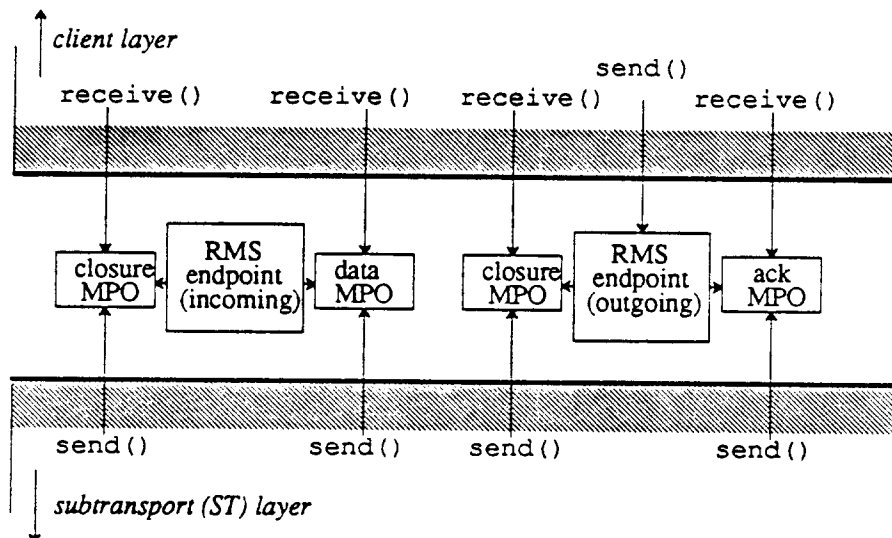 client layer
send()
receive()
receive()
receive()
receive()
closure
MPO
RMS
endpoint
(incoming)
data
MPO
closure
MPO
RMS
endpoint
(outgoing)
ack
MPO
send()
send()
send()
send()
subtransport (ST) layer